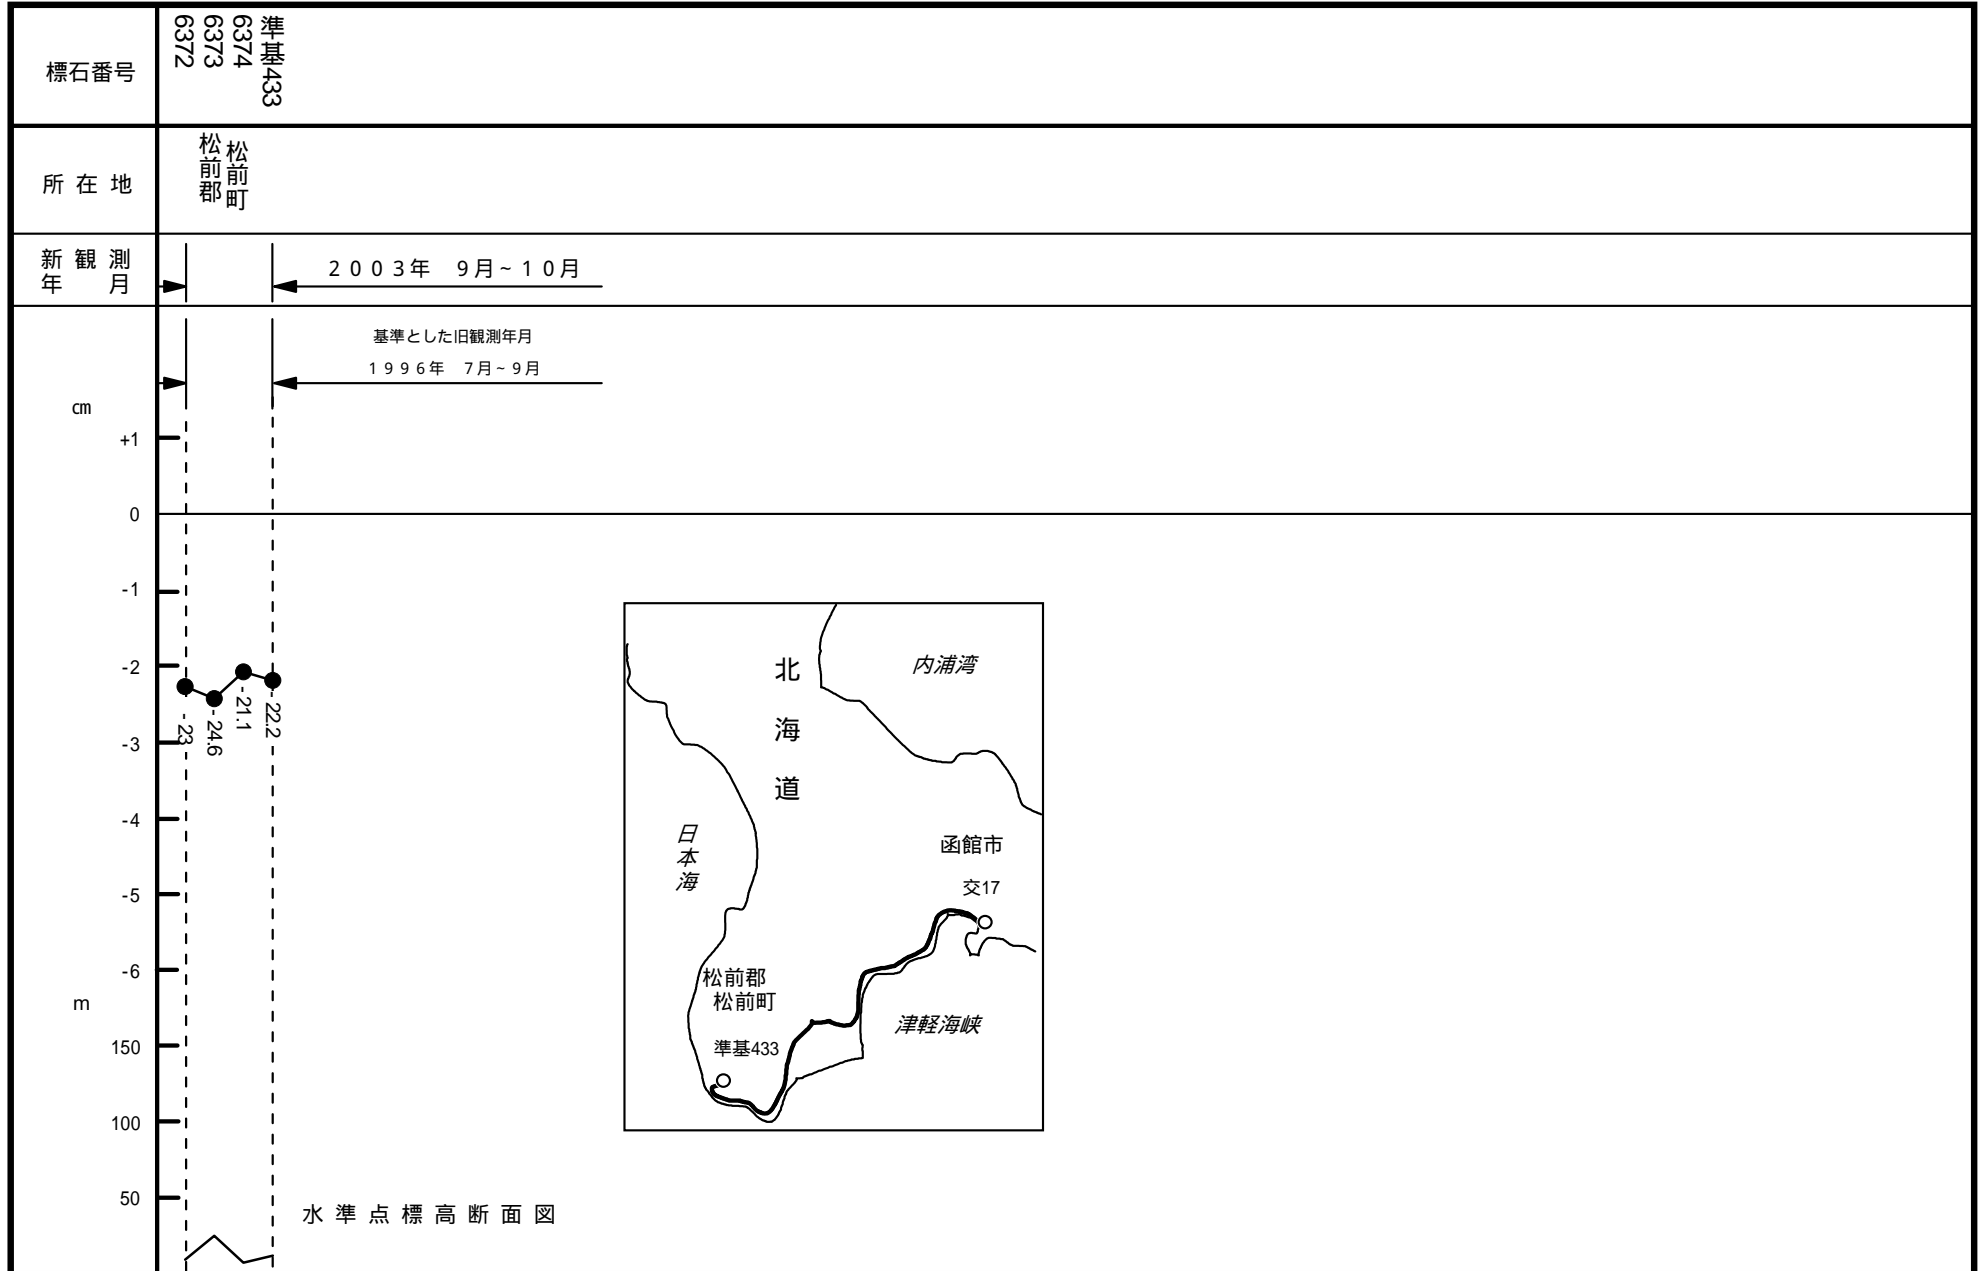 標石番号
6372
6373
6374
準基433
所 在 地
松前郡
松前町
新 観 測
年 月
2003年 9月~10月
基準とした旧観測年月
1996年 7月~9月
cm
+1
0
-1
-2
-3
-4
-5
-6
- 23
- 24.6
- 21.1
- 22.2
m
150
100
50
水準点標高断面図
北海道
内浦湾
日本海
函館市
交17
松前郡
松前町
津軽海峡
準基433